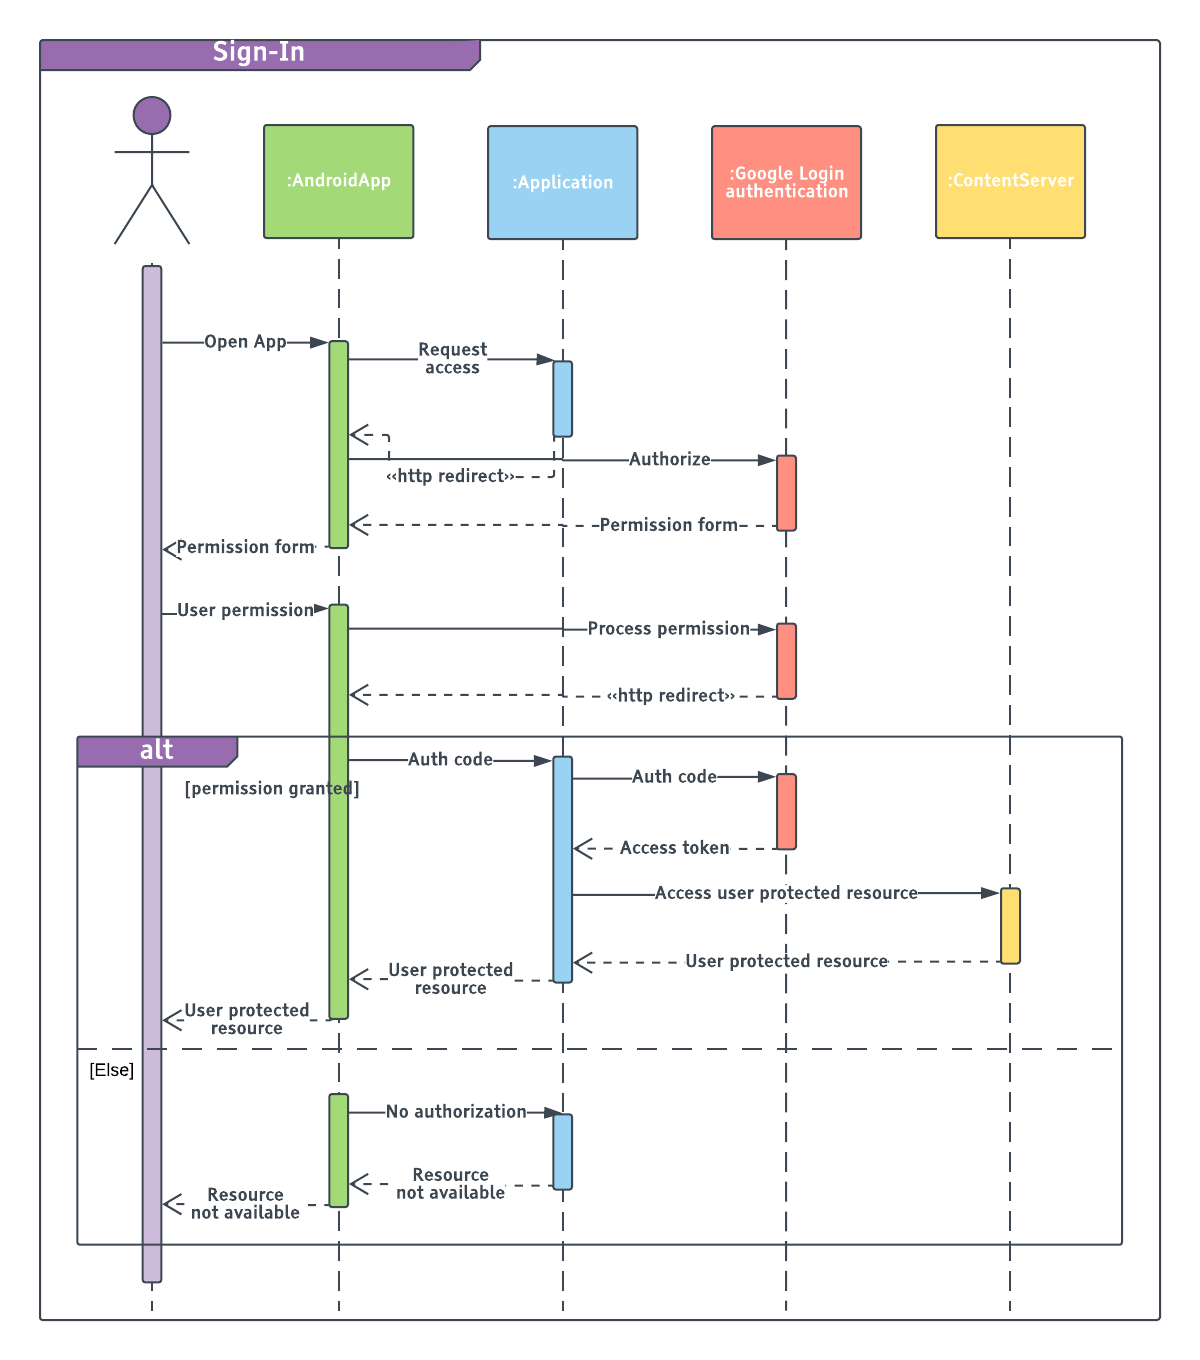 Sign-In
:AndroidApp
:Application
:Google Login
authentication
:ContentServer
Open App
Request
access
Authorize
‹‹http redirect››
Permission form
Permission form
User permission
Process permission
‹‹http redirect››
alt
Auth code
Auth code
[permission granted]
Access token
Access user protected resource
User protected resource
User protected
resource
User protected
resource
[Else]
No authorization
Resource
not available
Resource
not available